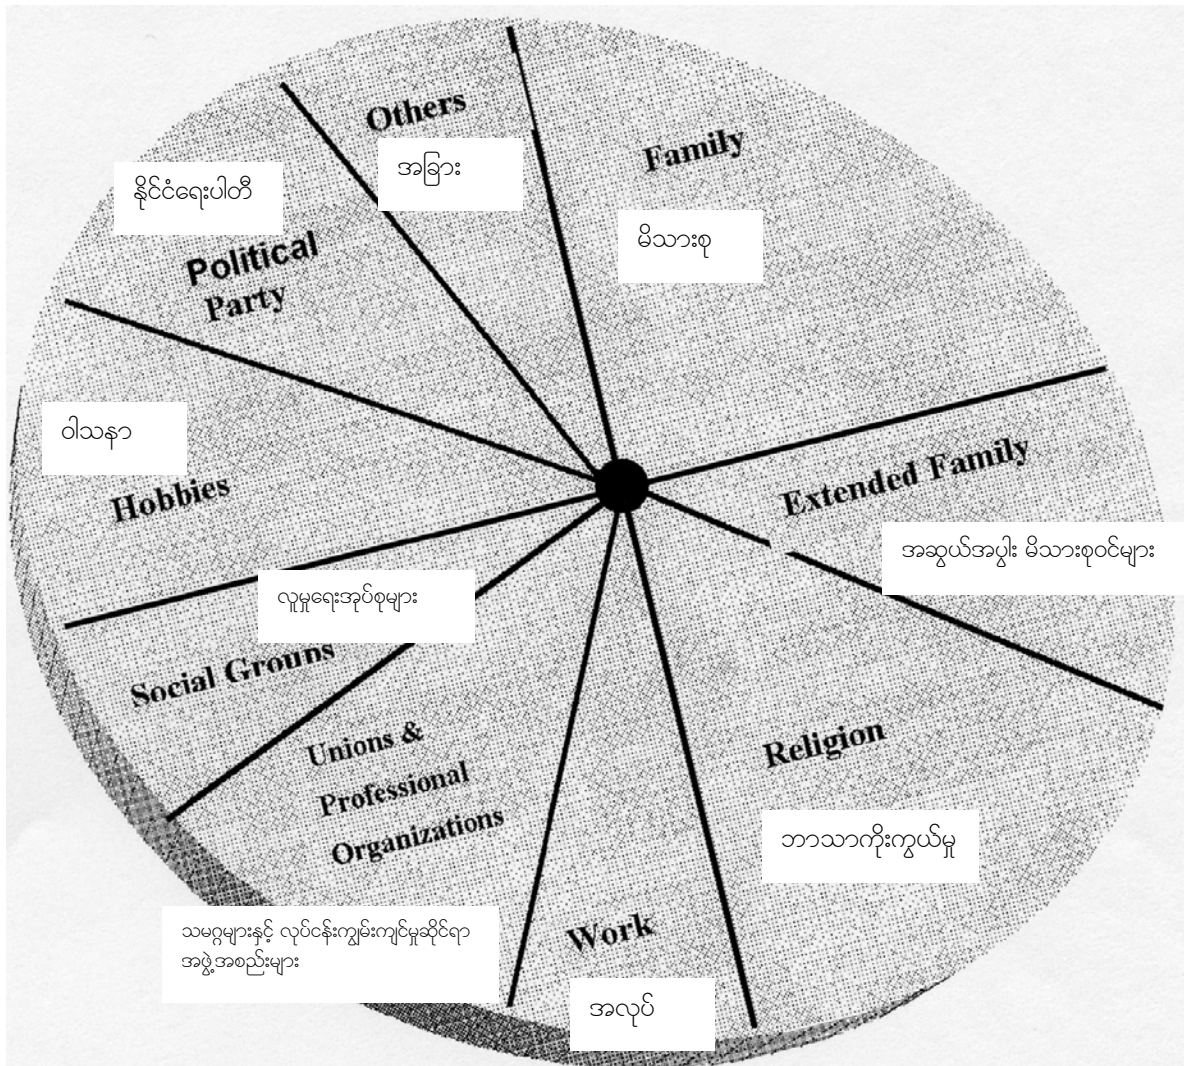 Others
အခြား
Family
မိသားစု
နိုင်ငံရေးပါတီ
Political
Party
ဝါသနာ
Hobbies
Extended Family
အဆွယ်အပွါး မိသားစုဝင်များ
လူမှုရေးအုပ်စုများ
Social Groups
Unions &
Professional
Organizations
သမဂ္ဂများနှင့် လုပ်ငန်းကျွမ်းကျင်မှုဆိုင်ရာ
အဖွဲ့အစည်းများ
Religion
ဘာသာကိုးကွယ်မှု
Work
အလုပ်